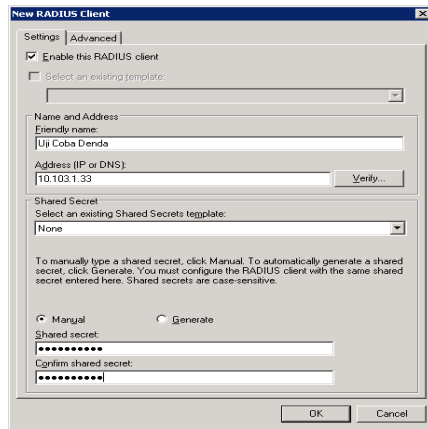 New RADIUS Client
Settings Advanced
Enable this RADIUS client
Select an existing template:
Name and Address
Friendly name:
Uji Coba Denda
Address (IP or DNS):
10.103.1.33 Verify...
Shared Secret
Select an existing Shared Secrets template:
None
To manually type a shared secret, click Manual. To automatically generate a shared
secret, click Generate. You must configure the RADIUS client with the same shared
secret entered here. Shared secrets are case-sensitive.
Manual Generate
Shared secret:
●●●●●●●●●●
Confirm shared secret:
●●●●●●●●●●
OK Cancel